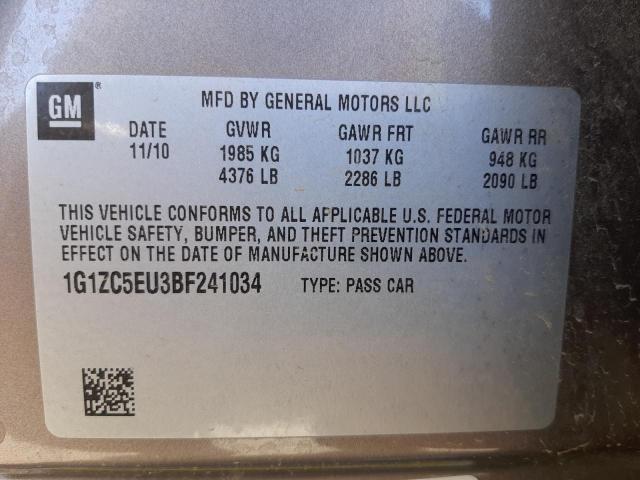 GM®
MFD BY GENERAL MOTORS LLC
DATE GVWR GAWR FRT GAWR RR
11/10 1985 KG 1037 KG 948 KG
4376 LB 2286 LB 2090 LB
THIS VEHICLE CONFORMS TO ALL APPLICABLE U.S. FEDERAL MOTOR
VEHICLE SAFETY, BUMPER, AND THEFT PREVENTION STANDARDS IN
EFFECT ON THE DATE OF MANUFACTURE SHOWN ABOVE.
1G1ZC5EU3BF241034 TYPE: PASS CAR